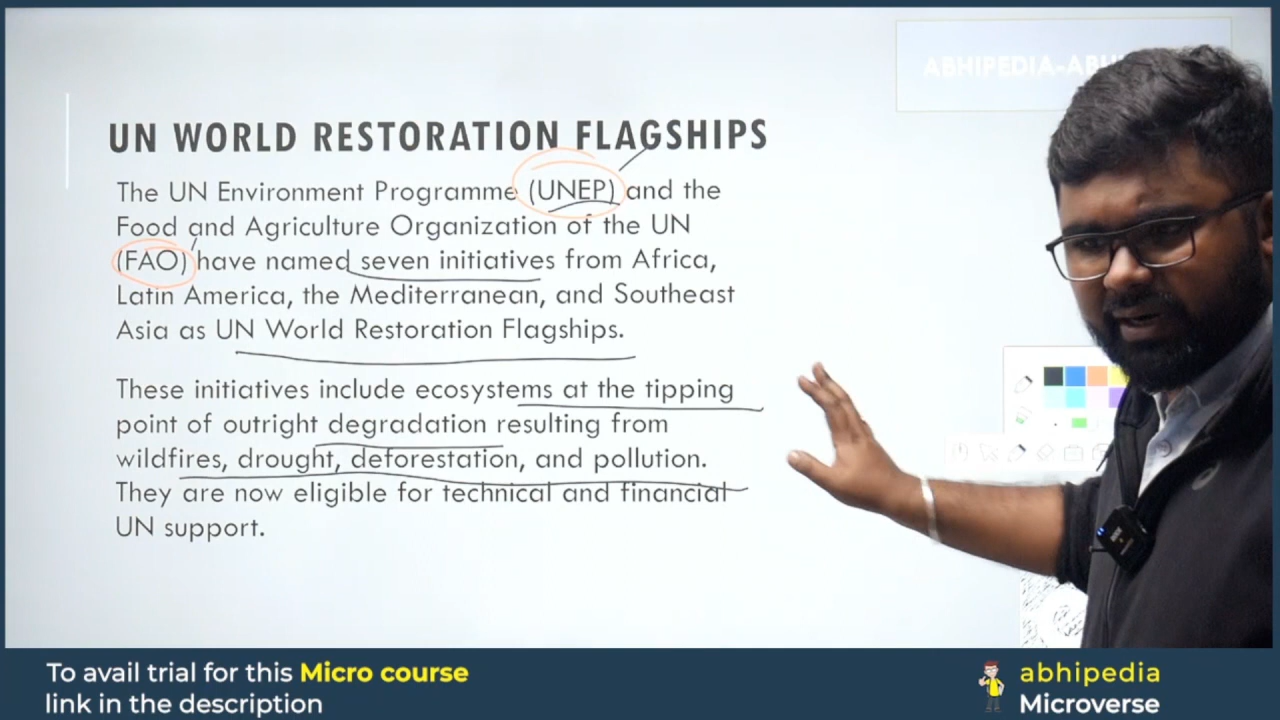 ABHIPEDIA-ABH
UN WORLD RESTORATION FLAGSHIPS
The UN Environment Programme (UNEP) and the
Food and Agriculture Organization of the UN
(FAO) have named seven initiatives from Africa,
Latin America, the Mediterranean, and Southeast
Asia as UN World Restoration Flagships.
These initiatives include ecosystems at the tipping
point of outright degradation resulting from
wildfires, drought, deforestation, and pollution.
They are now eligible for technical and financial
UN support.
To avail trial for this Micro course
link in the description
abhipedia
Microverse